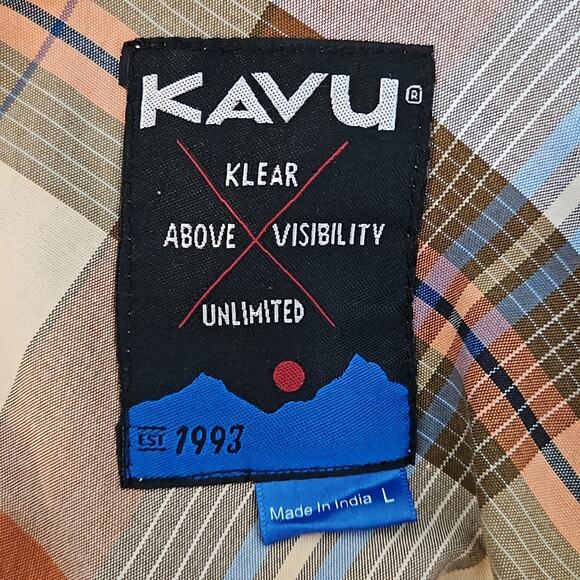 KAVU®
KLEAR
ABOVE VISIBILITY
UNLIMITED
EST 1993
Made In India L